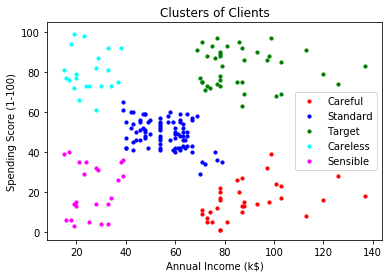 Clusters of Clients
100
80
60
40
20
0
Spending Score (1-100)
Careful
Standard
Target
Careless
Sensible
20 40 60 80 100 120 140
Annual Income (k$)